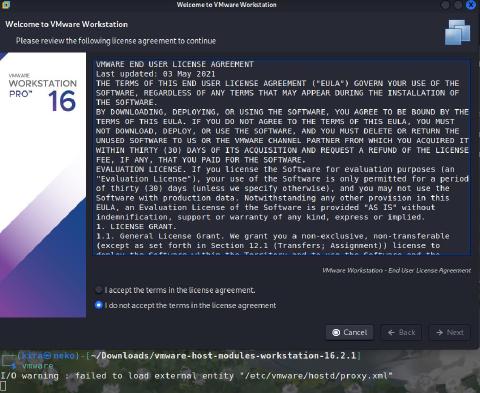 Welcome to VMware Workstation
Welcome to VMware Workstation
Please review the following license agreement to continue
VMWARE
WORKSTATION
PRO™ 16
VMWARE END USER LICENSE AGREEMENT
Last updated: 03 May 2021
THE TERMS OF THIS END USER LICENSE AGREEMENT ("EULA") GOVERN YOUR USE OF THE
SOFTWARE, REGARDLESS OF ANY TERMS THAT MAY APPEAR DURING THE INSTALLATION OF
THE SOFTWARE.
BY DOWNLOADING, DEPLOYING, OR USING THE SOFTWARE, YOU AGREE TO BE BOUND BY THE
TERMS OF THIS EULA. IF YOU DO NOT AGREE TO THE TERMS OF THIS EULA, YOU MUST
NOT DOWNLOAD, DEPLOY, OR USE THE SOFTWARE, AND YOU MUST DELETE OR RETURN THE
UNUSED SOFTWARE TO US OR THE VMWARE CHANNEL PARTNER FROM WHICH YOU ACQUIRED IT
WITHIN THIRTY (30) DAYS OF ITS ACQUISITION AND REQUEST A REFUND OF THE LICENSE
FEE, IF ANY, THAT YOU PAID FOR THE SOFTWARE.
EVALUATION LICENSE. If you license the Software for evaluation purposes (an
"Evaluation License"), your use of the Software is only permitted for a period
of thirty (30) days (unless we specify otherwise), and you may not use the
Software with production data. Notwithstanding any other provision in this
EULA, an Evaluation License of the Software is provided "AS IS" without
indemnification, support or warranty of any kind, express or implied.
1. LICENSE GRANT.
1.1. General License Grant. We grant you a non-exclusive, non-transferable
(except as set forth in Section 12.1 (Transfers; Assignment)) license to
deploy the Software within the Territory and to use the Software and the
VMware Workstation - End User License Agreement
I accept the terms in the license agreement.
I do not accept the terms in the license agreement
Cancel
Back
Next
(kira㉿neko)-[~/Downloads/vmware-host-modules-workstation-16.2.1]
$ vmware
I/O warning : failed to load external entity "/etc/vmware/hostd/proxy.xml"